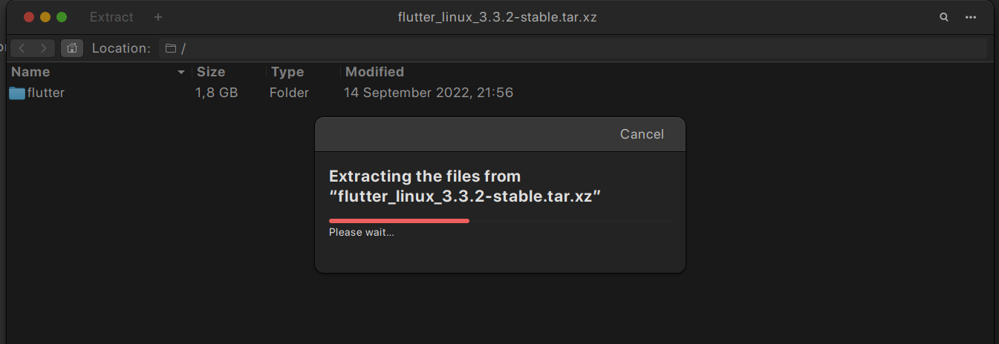 Extract +
flutter_linux_3.3.2-stable.tar.xz
Location: /
Name Size Type Modified
flutter 1,8 GB Folder 14 September 2022, 21:56
Cancel
Extracting the files from
“flutter_linux_3.3.2-stable.tar.xz”
Please wait…